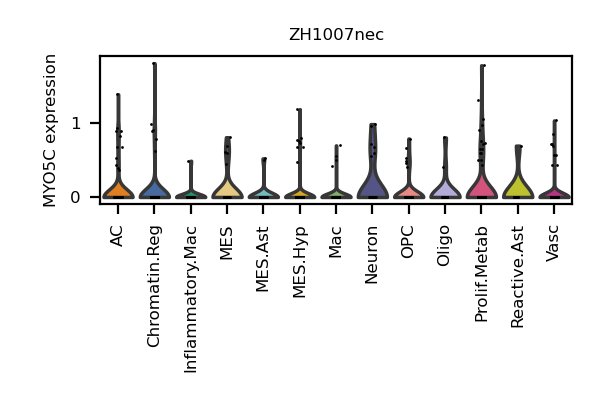 ZH1007nec
MYO5C expression
1
0
AC
Chromatin.Reg
Inflammatory.Mac
MES
MES.Ast
MES.Hyp
Mac
Neuron
OPC
Oligo
Prolif.Metab
Reactive.Ast
Vasc